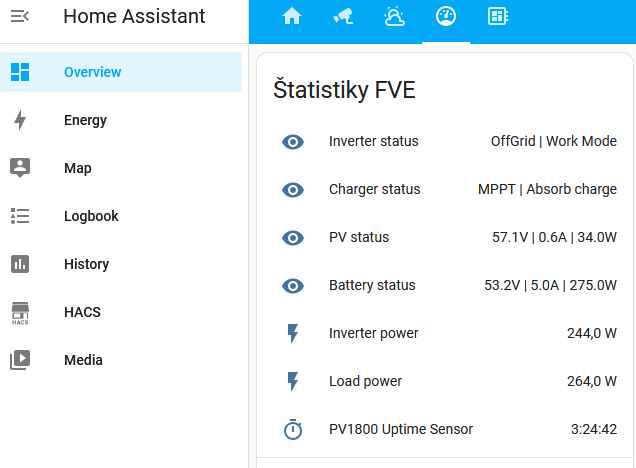 Home Assistant
Overview
Energy
Map
Logbook
History
HACS
HACS
Media
Štatistiky FVE
Inverter status OffGrid | Work Mode
Charger status MPPT | Absorb charge
PV status 57.1V | 0.6A | 34.0W
Battery status 53.2V | 5.0A | 275.0W
Inverter power 244,0 W
Load power 264,0 W
PV1800 Uptime Sensor 3:24:42